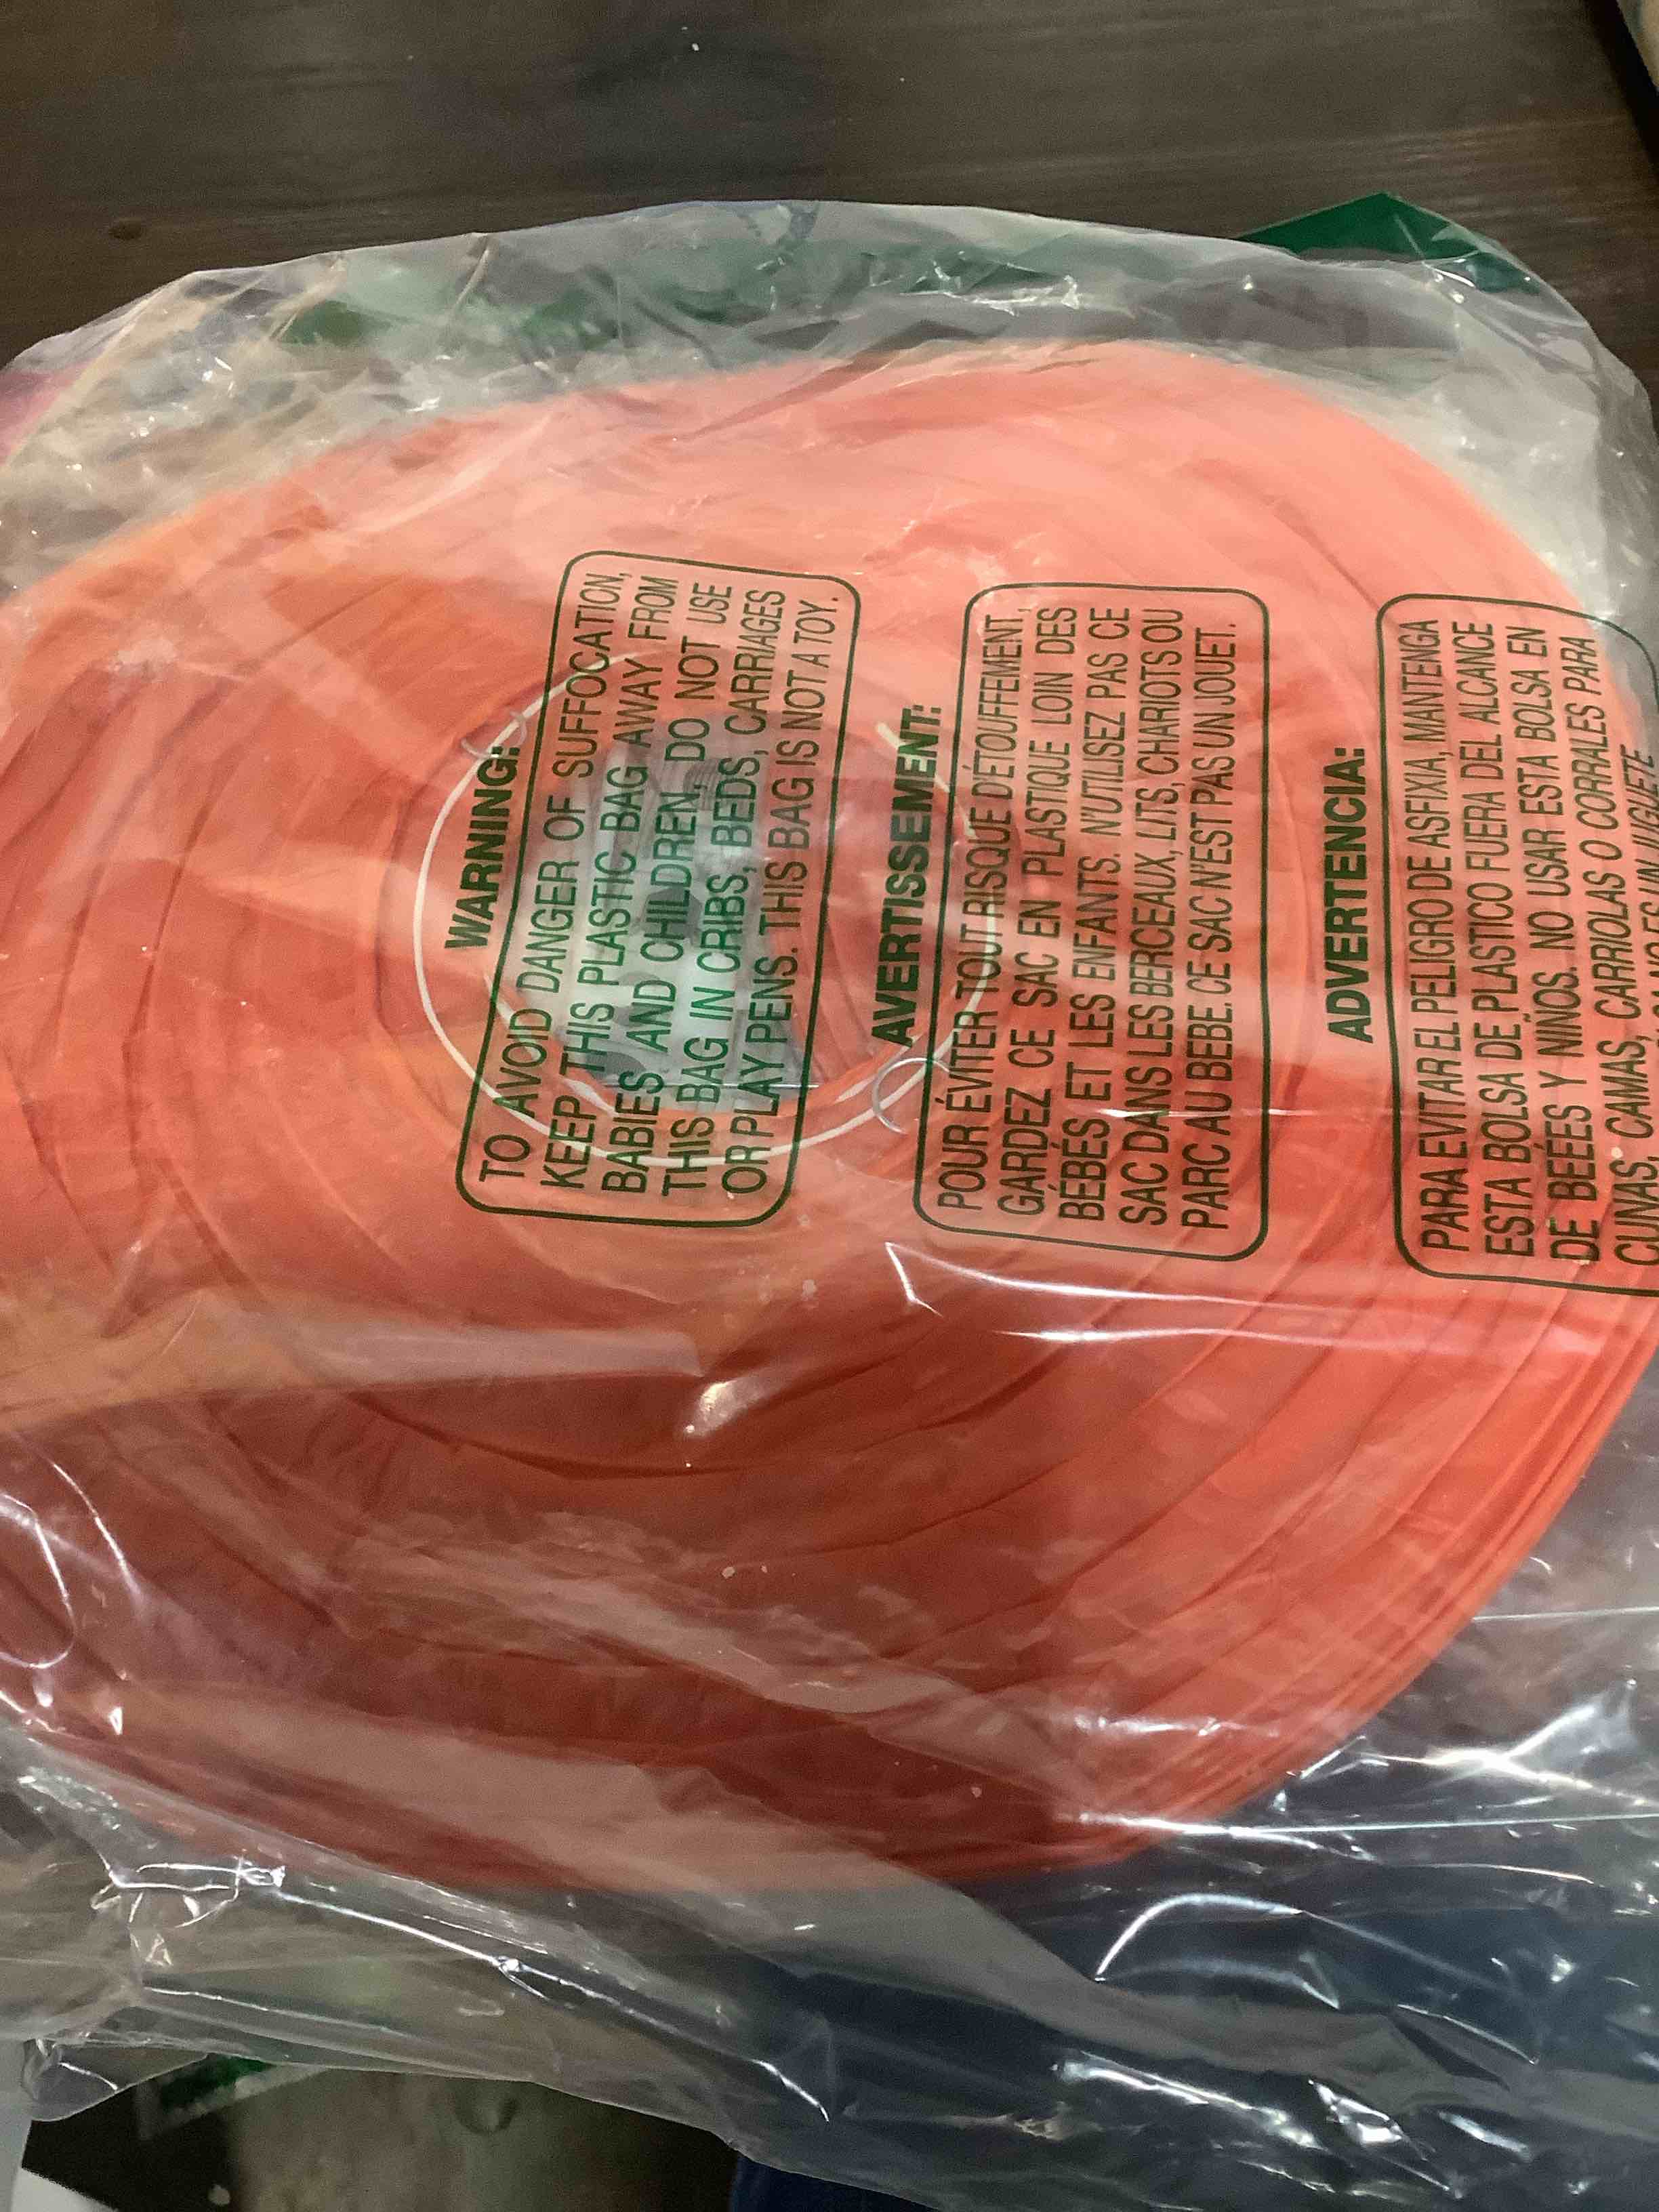 WARNING:
TO AVOID DANGER OF SUFFOCATION,
KEEP THIS PLASTIC BAG AWAY FROM
BABIES AND CHILDREN, DO NOT USE
THIS BAG IN CRIBS, BEDS, CARRIAGES
OR PLAY PENS. THIS BAG IS NOT A TOY.
AVERTISSEMENT:
POUR ÉVITER TOUT RISQUE D'ÉTOUFFEMENT,
GARDEZ CE SAC EN PLASTIQUE LOIN DES
BÉBÉS ET LES ENFANTS. N'UTILISEZ PAS CE
SAC DANS LES BERCEAUX, LITS, CHARIOTS OU
PARC AU BEBE. CE SAC N'EST PAS UN JOUET.
ADVERTENCIA:
PARA EVITAR EL PELIGRO DE ASFIXIA, MANTENGA
ESTA BOLSA DE PLASTICO FUERA DEL ALCANCE
DE BEÉES Y NIÑOS. NO USAR ESTA BOLSA EN
CUNAS, CAMAS, CARRIOLAS O CORRALES PARA
NO ES UN JUGUETE